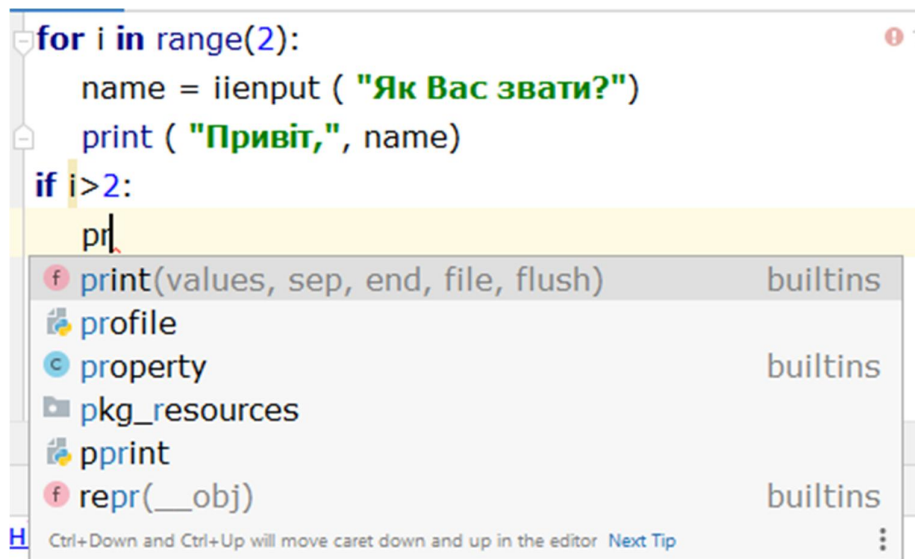 for i in range(2):
name = iienput ( "Як Вас звати?")
print ( "Привіт,", name)
if i>2:
pr
print(values, sep, end, file, flush) builtins
profile
property builtins
pkg_resources
pprint
repr(__obj) builtins
Ctrl+Down and Ctrl+Up will move caret down and up in the editor Next Tip